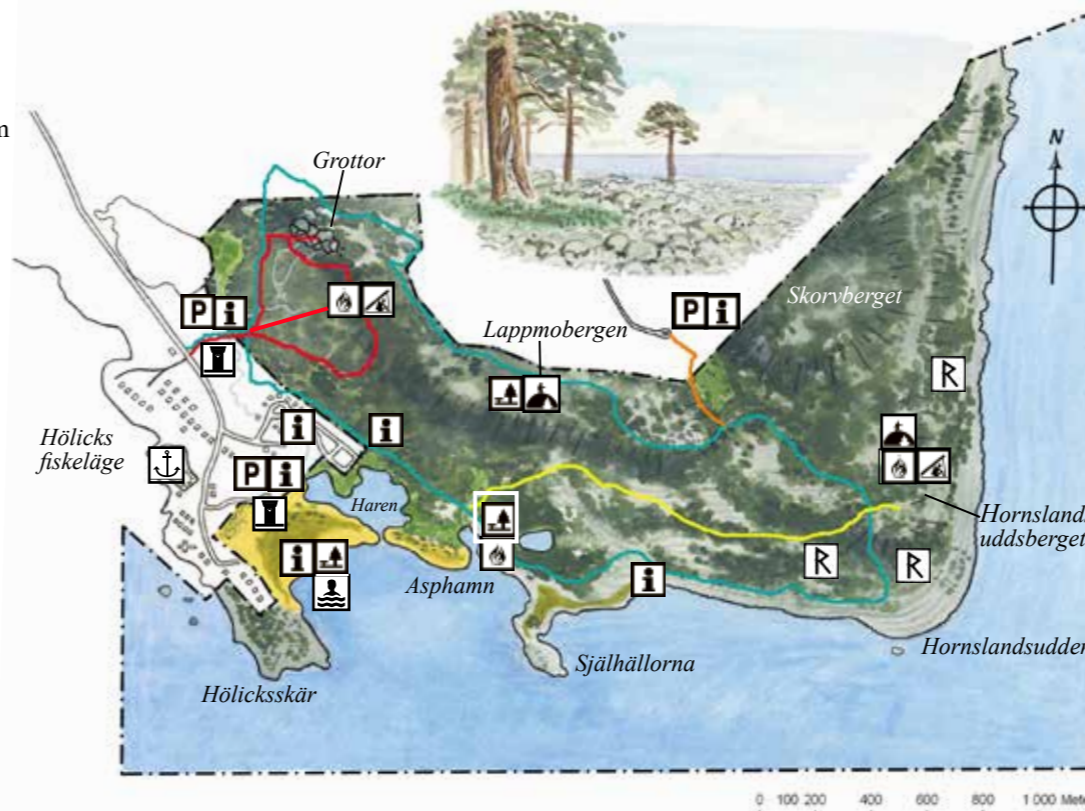 Grottor
N
Skorvberget
P i
P i
Lappmobergen
R
Hölicks
fiskeläge
i
i
P i
Haren
Hornslands
uddsberget
R
R
i
i
Asphamn
Själhällorna
Hornslandsudden
Hölicksskär
0 100 200 400 600 800 1 000